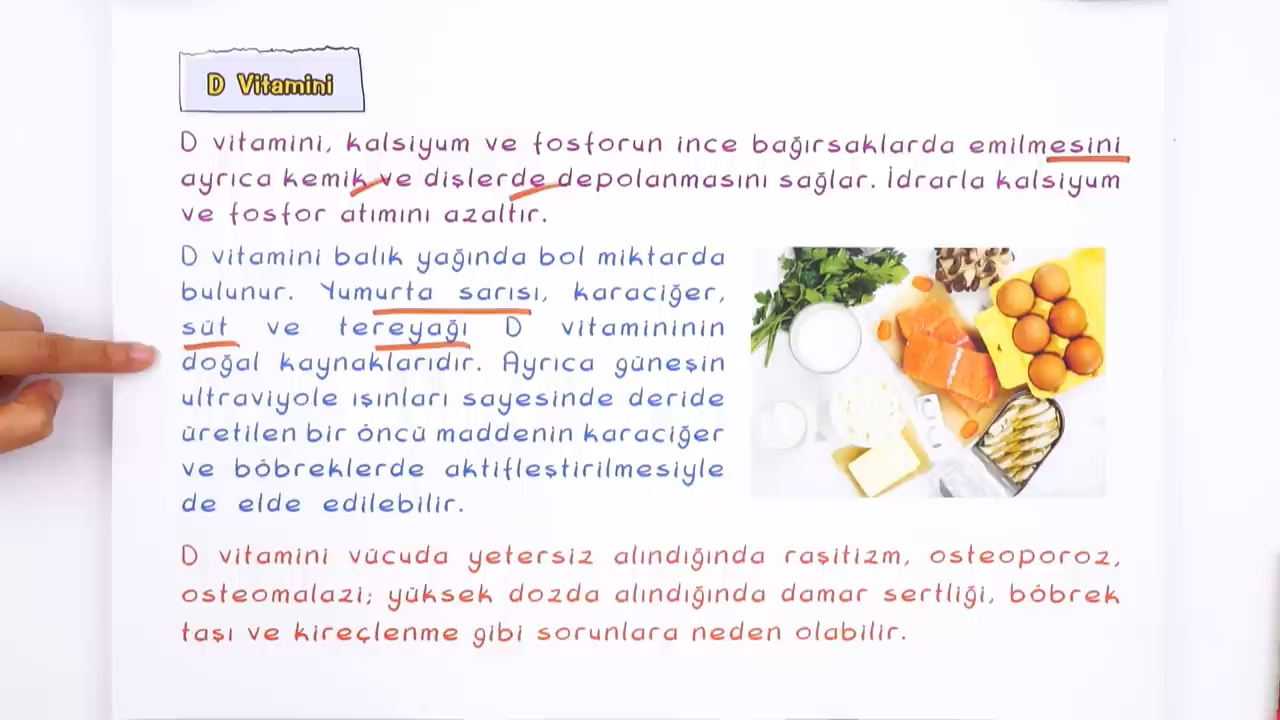 D Vitamini
D vitamini, kalsiyum ve fosforun ince bağırsaklarda emilmesini
ayrıca kemik ve dişlerde depolanmasını sağlar. İdrarla kalsiyum
ve fosfor atımını azaltır.
D vitamini balık yağında bol miktarda
bulunur. Yumurta sarısı, karaciğer,
süt ve tereyağı D vitamininin
doğal kaynaklarıdır. Ayrıca güneşin
ultraviyole ışınları sayesinde deride
üretilen bir öncü maddenin karaciğer
ve böbreklerde aktifleştirilmesiyle
de elde edilebilir.
D vitamini vücuda yetersiz alındığında raşitizm, osteoporoz,
osteomalazi; yüksek dozda alındığında damar sertliği, böbrek
taşı ve kireçlenme gibi sorunlara neden olabilir.